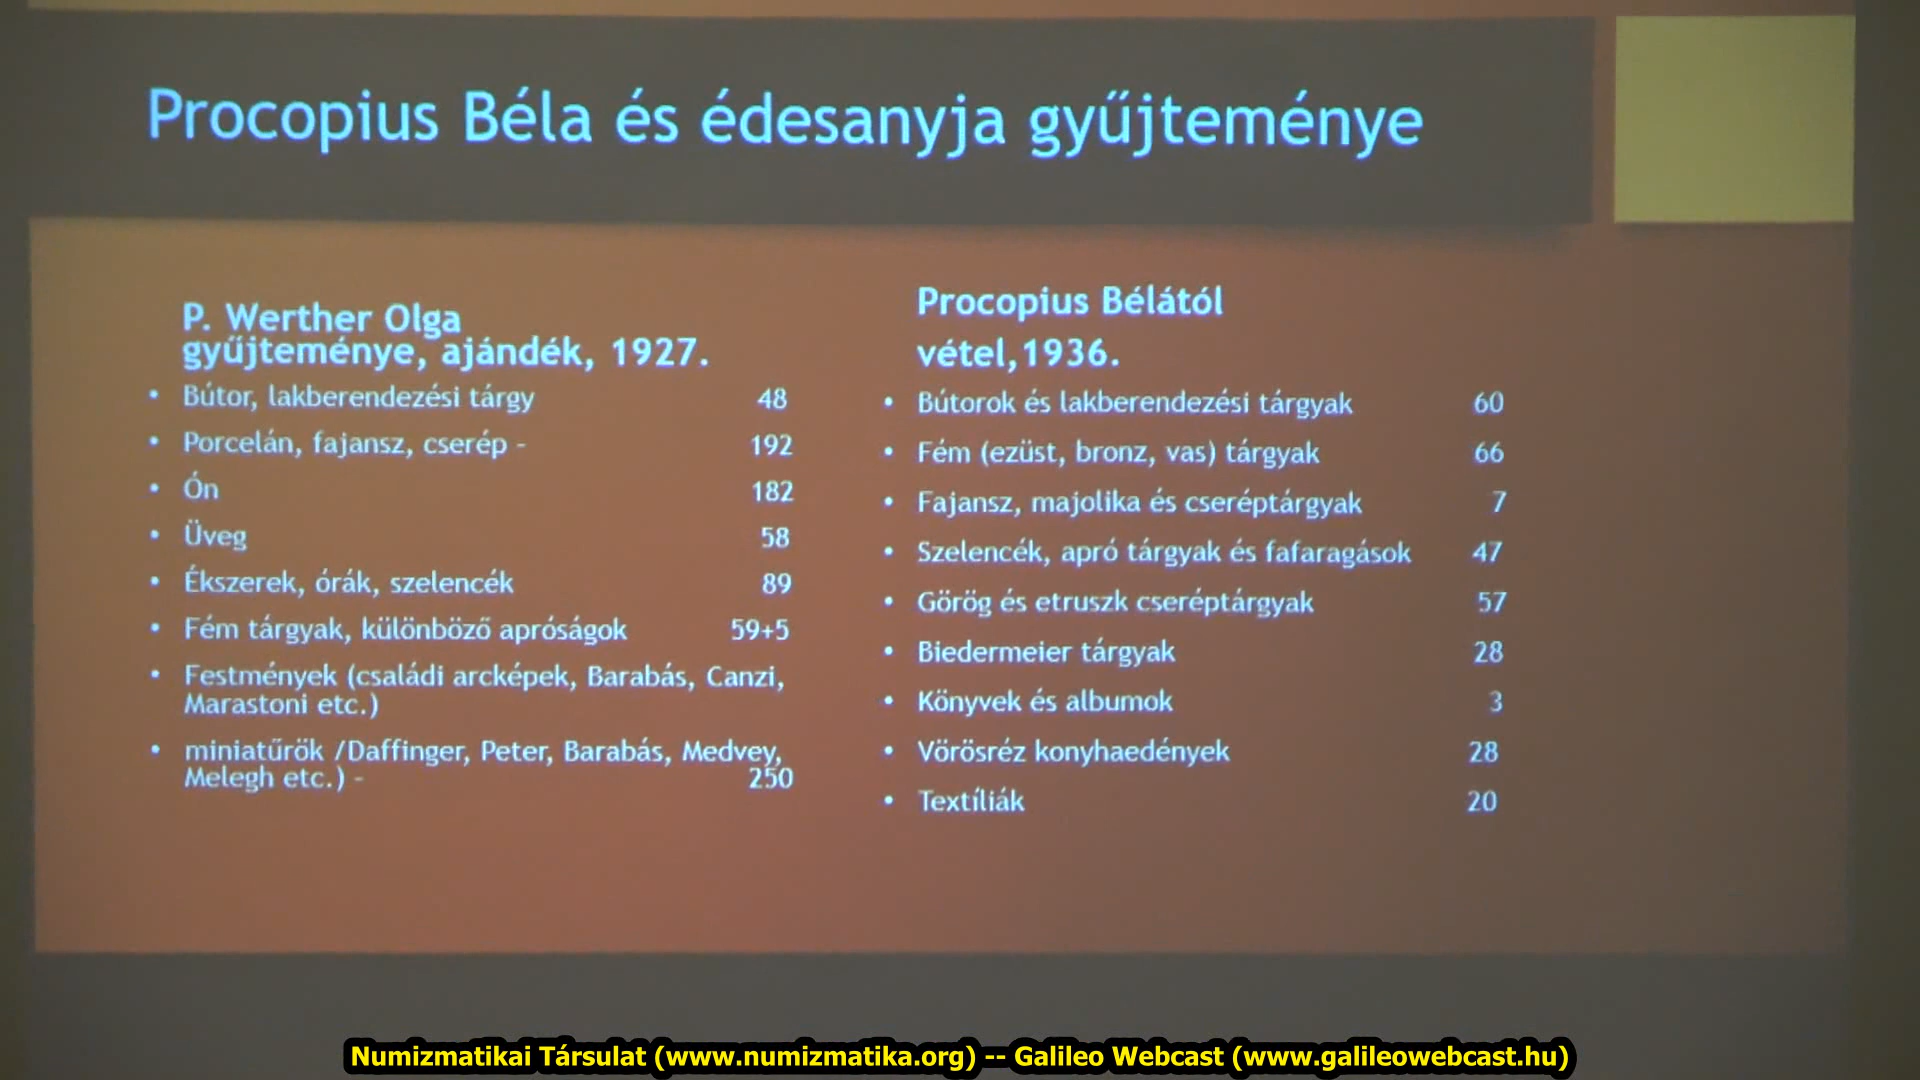 Procopius Béla és édesanyja gyűjteménye
P. Werther Olga
gyűjteménye, ajándék, 1927.
• Bútor, lakberendezési tárgy 48
• Porcelán, fajansz, cserép - 192
• Ón 182
• Üveg 58
• Ékszerek, órák, szelencék 89
• Fém tárgyak, különböző apróságok 59+5
• Festmények (családi arcképek, Barabás, Canzi,
Marastoni etc.)
• miniatűrök /Daffinger, Peter, Barabás, Medvey,
Melegh etc.) - 250
Procopius Bélától
vétel,1936.
• Bútorok és lakberendezési tárgyak 60
• Fém (ezüst, bronz, vas) tárgyak 66
• Fajansz, majolika és cseréptárgyak 7
• Szelencék, apró tárgyak és fafaragások 47
• Görög és etruszk cseréptárgyak 57
• Biedermeier tárgyak 28
• Könyvek és albumok 3
• Vörösréz konyhaedények 28
• Textíliák 20
Numizmatikai Társulat (www.numizmatika.org) -- Galileo Webcast (www.galileowebcast.hu)